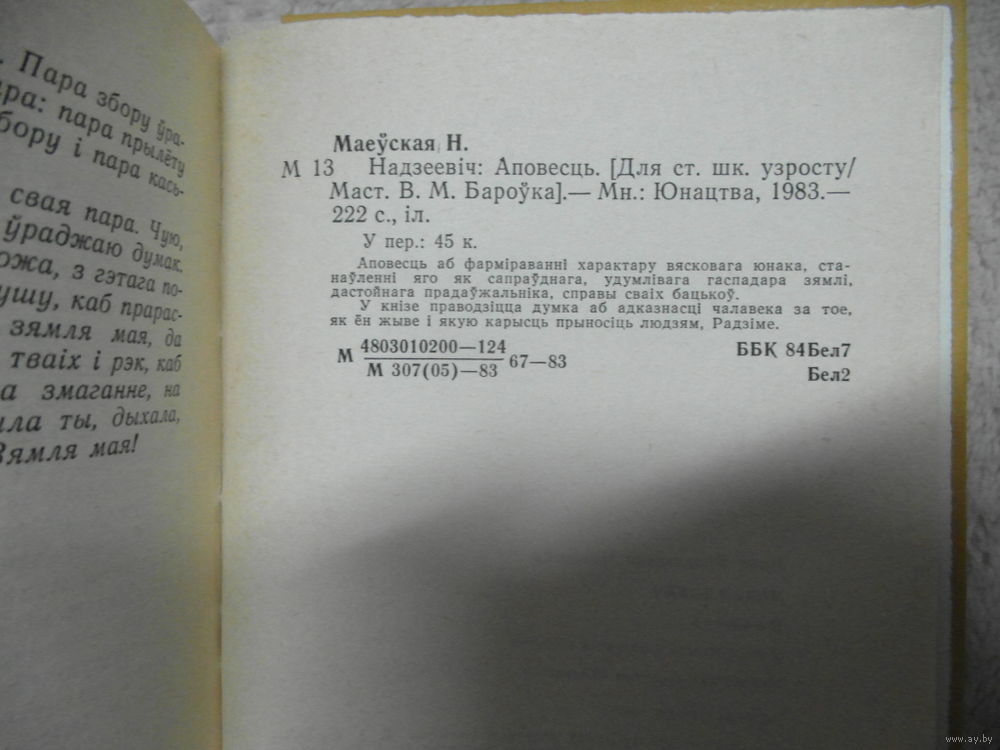 Пара збору ўра-
пара прылёту
і пара кась-
свая пара. Чую,
ўраджаю думак.
з гэтага по-
каб прарас-
зямля мая, да
тваіх і рэк, каб
змаганне, на
ты, дыхала,
Зямля мая!
Маеўская Н.
М 13 Надзеевіч: Аповесць. [Для ст. шк. узросту/
Маст. В. М. Бароўка].— Мн.: Юнацтва, 1983.—
222 с., іл.
У пер.: 45 к.
Аповесць аб фарміраванні характару вясковага юнака, ста-
наўленні яго як сапраўднага, удумлівага гаспадара зямлі,
дастойнага прадаўжальніка, справы сваіх бацькоў.
У кнізе праводзіцца думка аб адказнасці чалавека за тое,
як ён жыве і якую карысць прыносіць людзям, Радзіме.
М 4803010200—124
М 307(05)—83 67—83
ББК 84Бел7
Бел2
www.ay.by